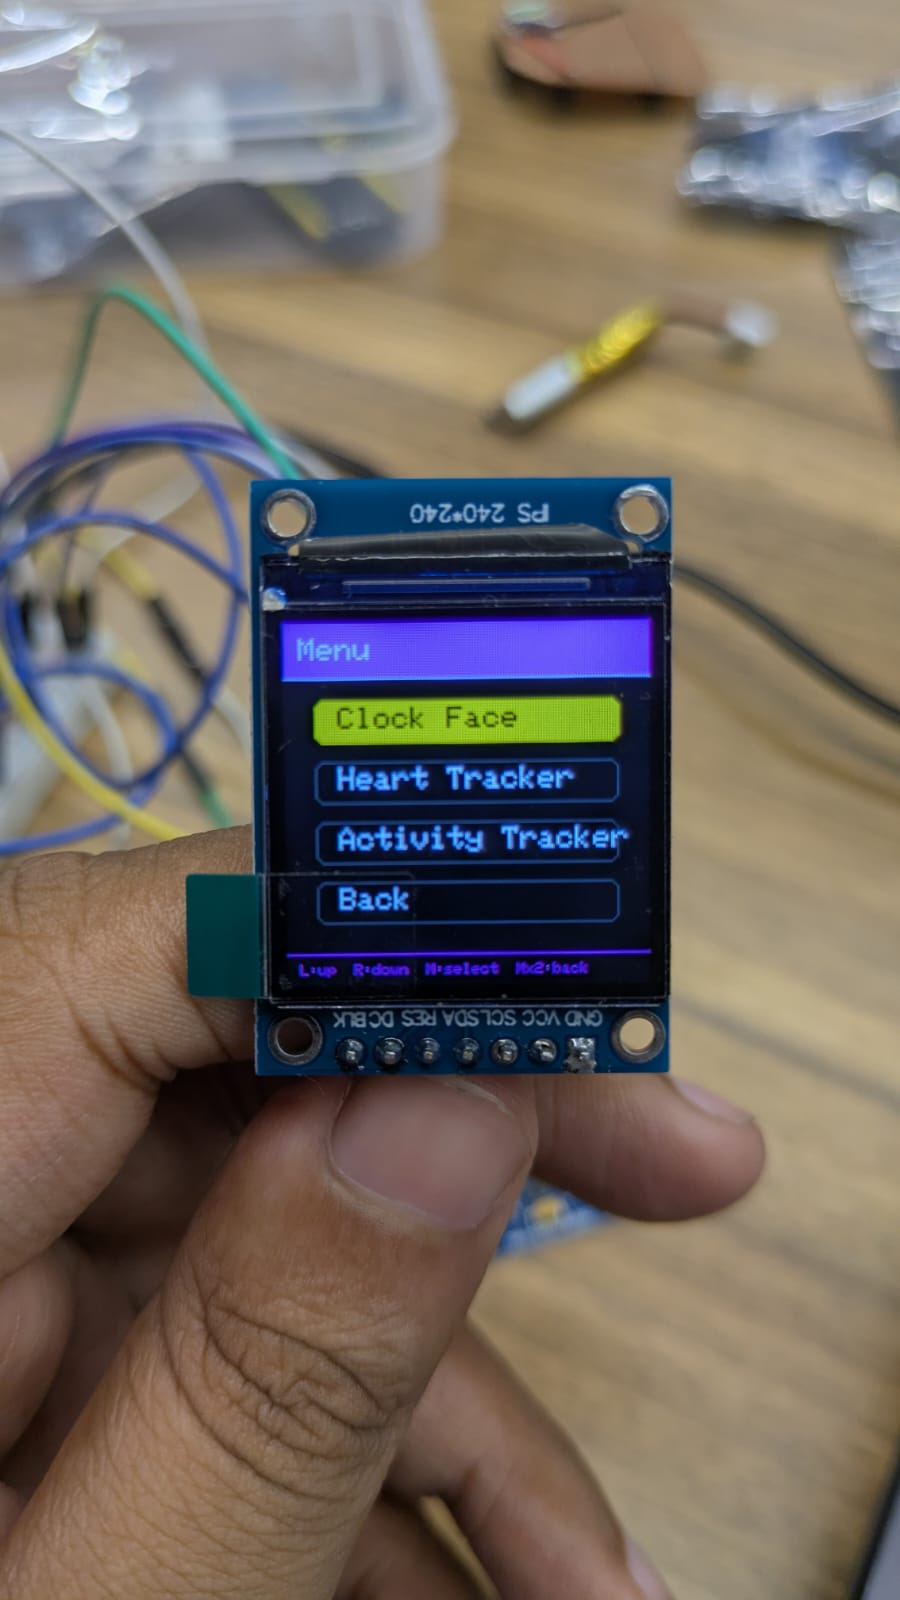 IPS 240*240
Menu
Clock Face
Heart Tracker
Activity Tracker
Back
L:up R:down M:select Mx2:back
GND VCC SCL SDA RES DC BLK